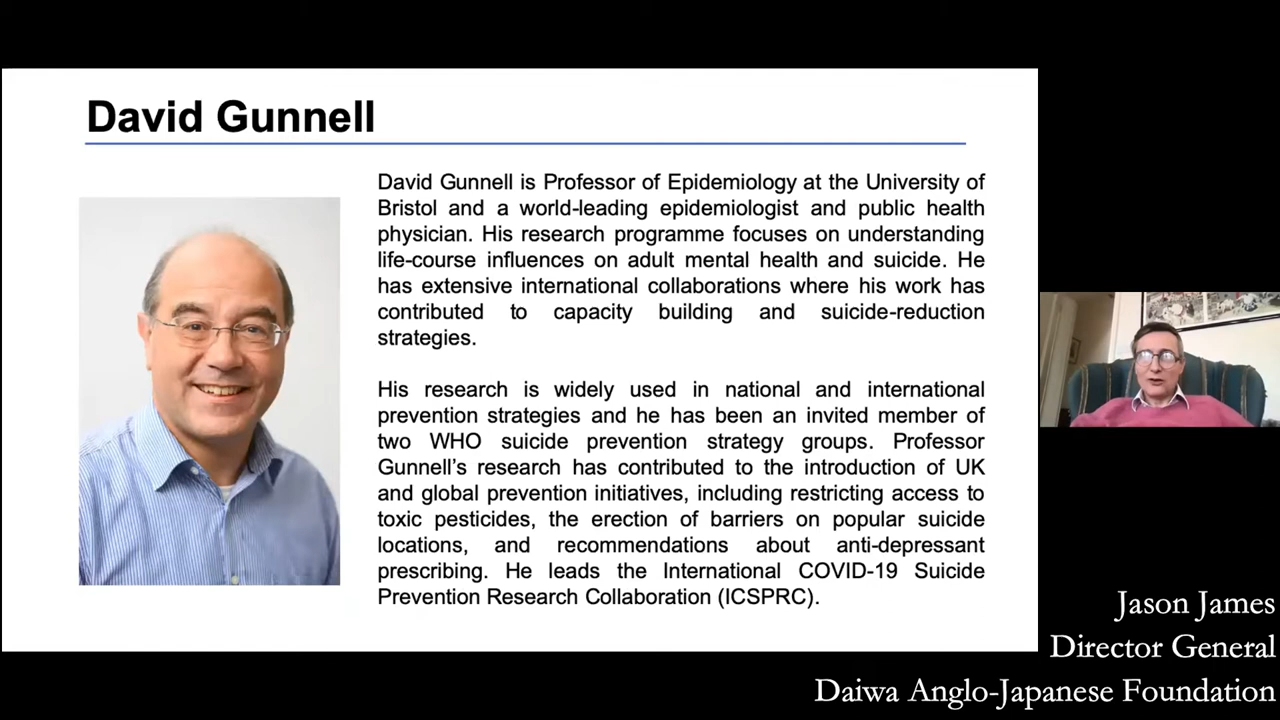 David Gunnell
David Gunnell is Professor of Epidemiology at the University of
Bristol and a world-leading epidemiologist and public health
physician. His research programme focuses on understanding
life-course influences on adult mental health and suicide. He
has extensive international collaborations where his work has
contributed to capacity building and suicide-reduction
strategies.
His research is widely used in national and international
prevention strategies and he has been an invited member of
two WHO suicide prevention strategy groups. Professor
Gunnell’s research has contributed to the introduction of UK
and global prevention initiatives, including restricting access to
toxic pesticides, the erection of barriers on popular suicide
locations, and recommendations about anti-depressant
prescribing. He leads the International COVID-19 Suicide
Prevention Research Collaboration (ICSPRC).
Jason James
Director General
Daiwa Anglo-Japanese Foundation